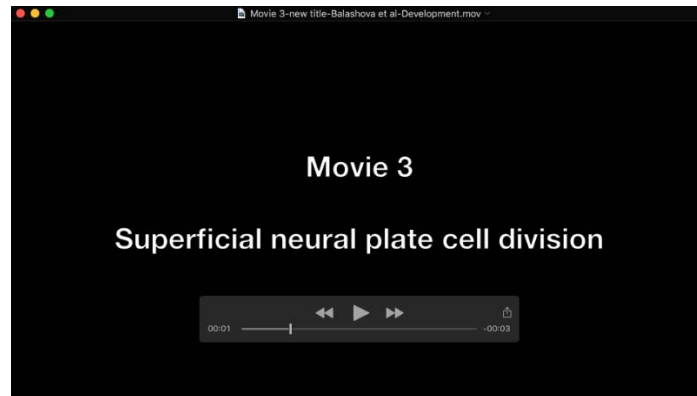 Movie 3-new title-Balashova et al-Development.mov
Movie 3
Superficial neural plate cell division
00:01
-00:03